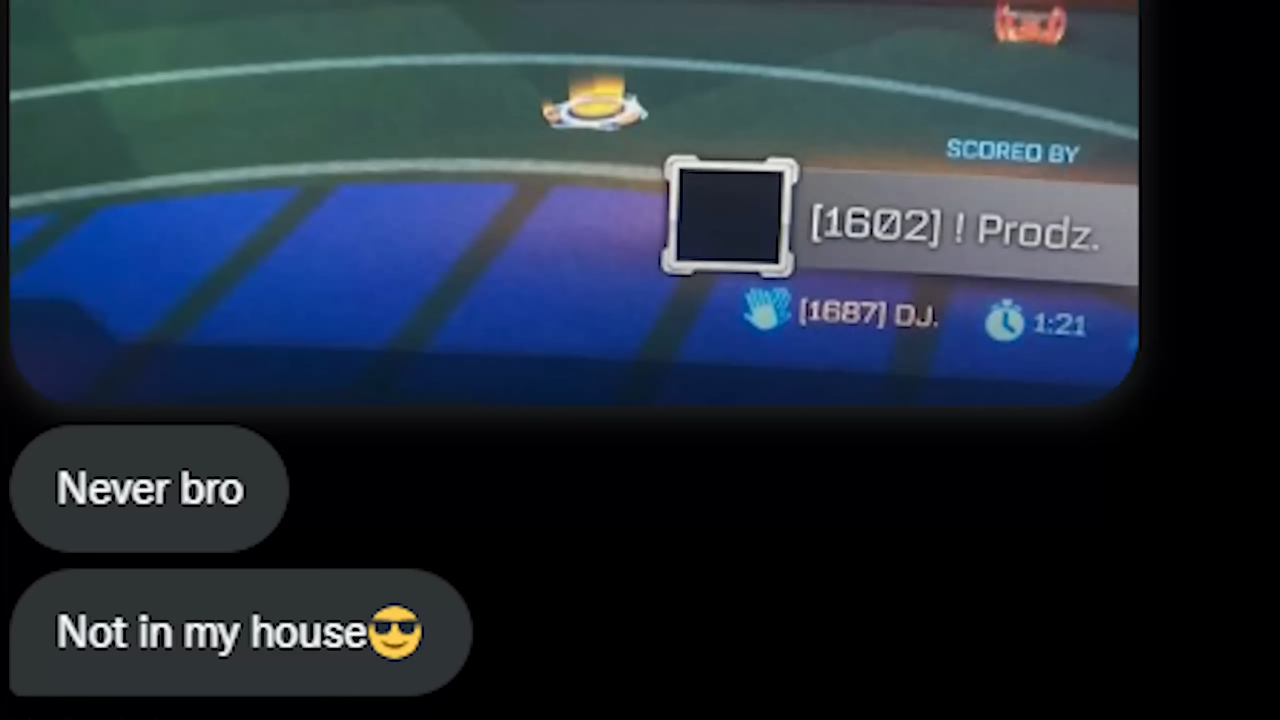 SCORED BY
[1602] ! Prodz.
[1687] DJ. 1:21
Never bro
Not in my house😎